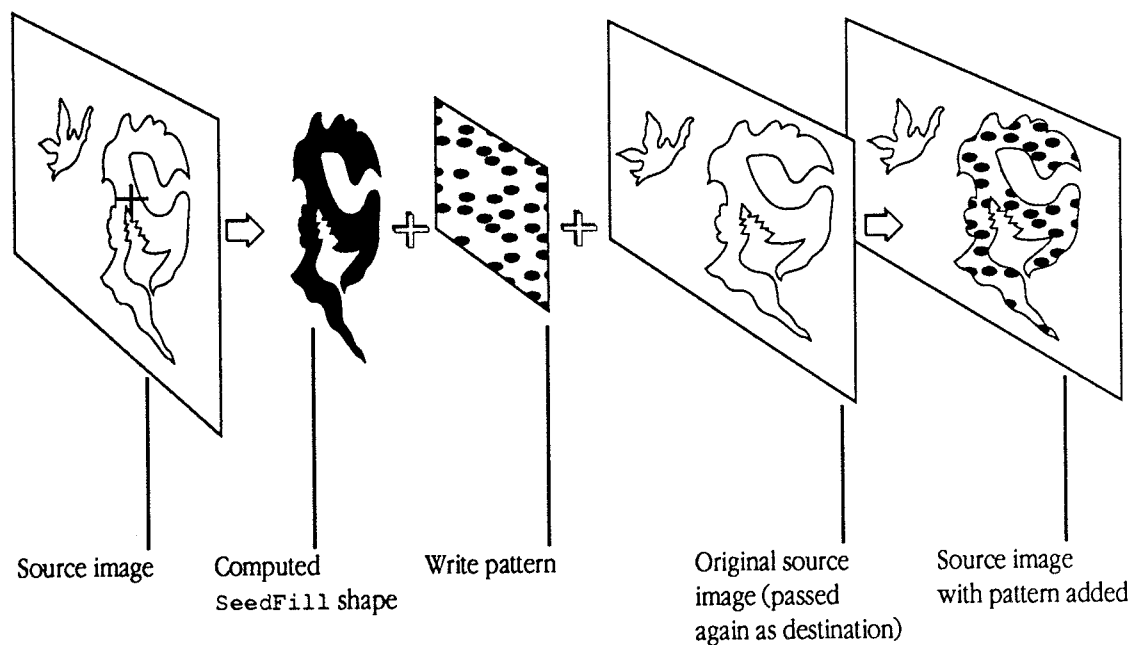 Source image
Computed
SeedFill shape
Write pattern
Original source
image (passed
again as destination)
Source image
with pattern added